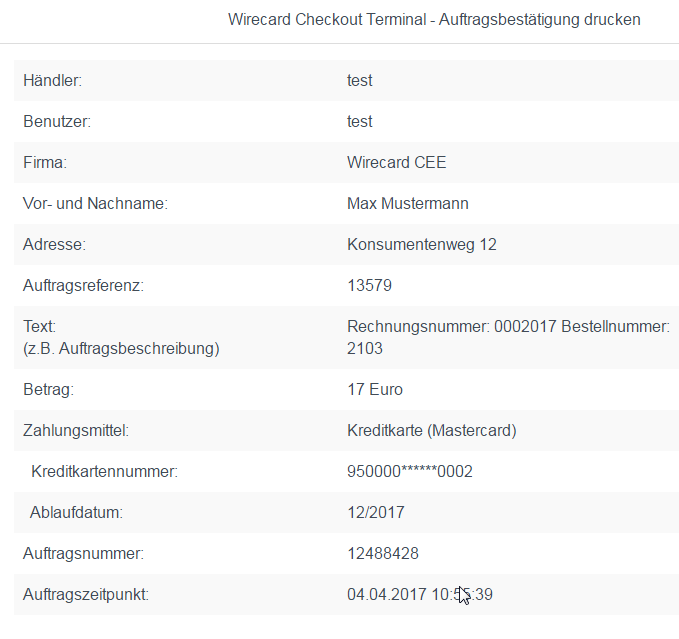 Wirecard Checkout Terminal - Auftragsbestätigung drucken
Händler: test
Benutzer: test
Firma: Wirecard CEE
Vor- und Nachname: Max Mustermann
Adresse: Konsumentenweg 12
Auftragsreferenz: 13579
Text: Rechnungsnummer: 0002017 Bestellnummer:
(z.B. Auftragsbeschreibung) 2103
Betrag: 17 Euro
Zahlungsmittel: Kreditkarte (Mastercard)
Kreditkartennummer: 950000******0002
Ablaufdatum: 12/2017
Auftragsnummer: 12488428
Auftragszeitpunkt: 04.04.2017 10:55:39